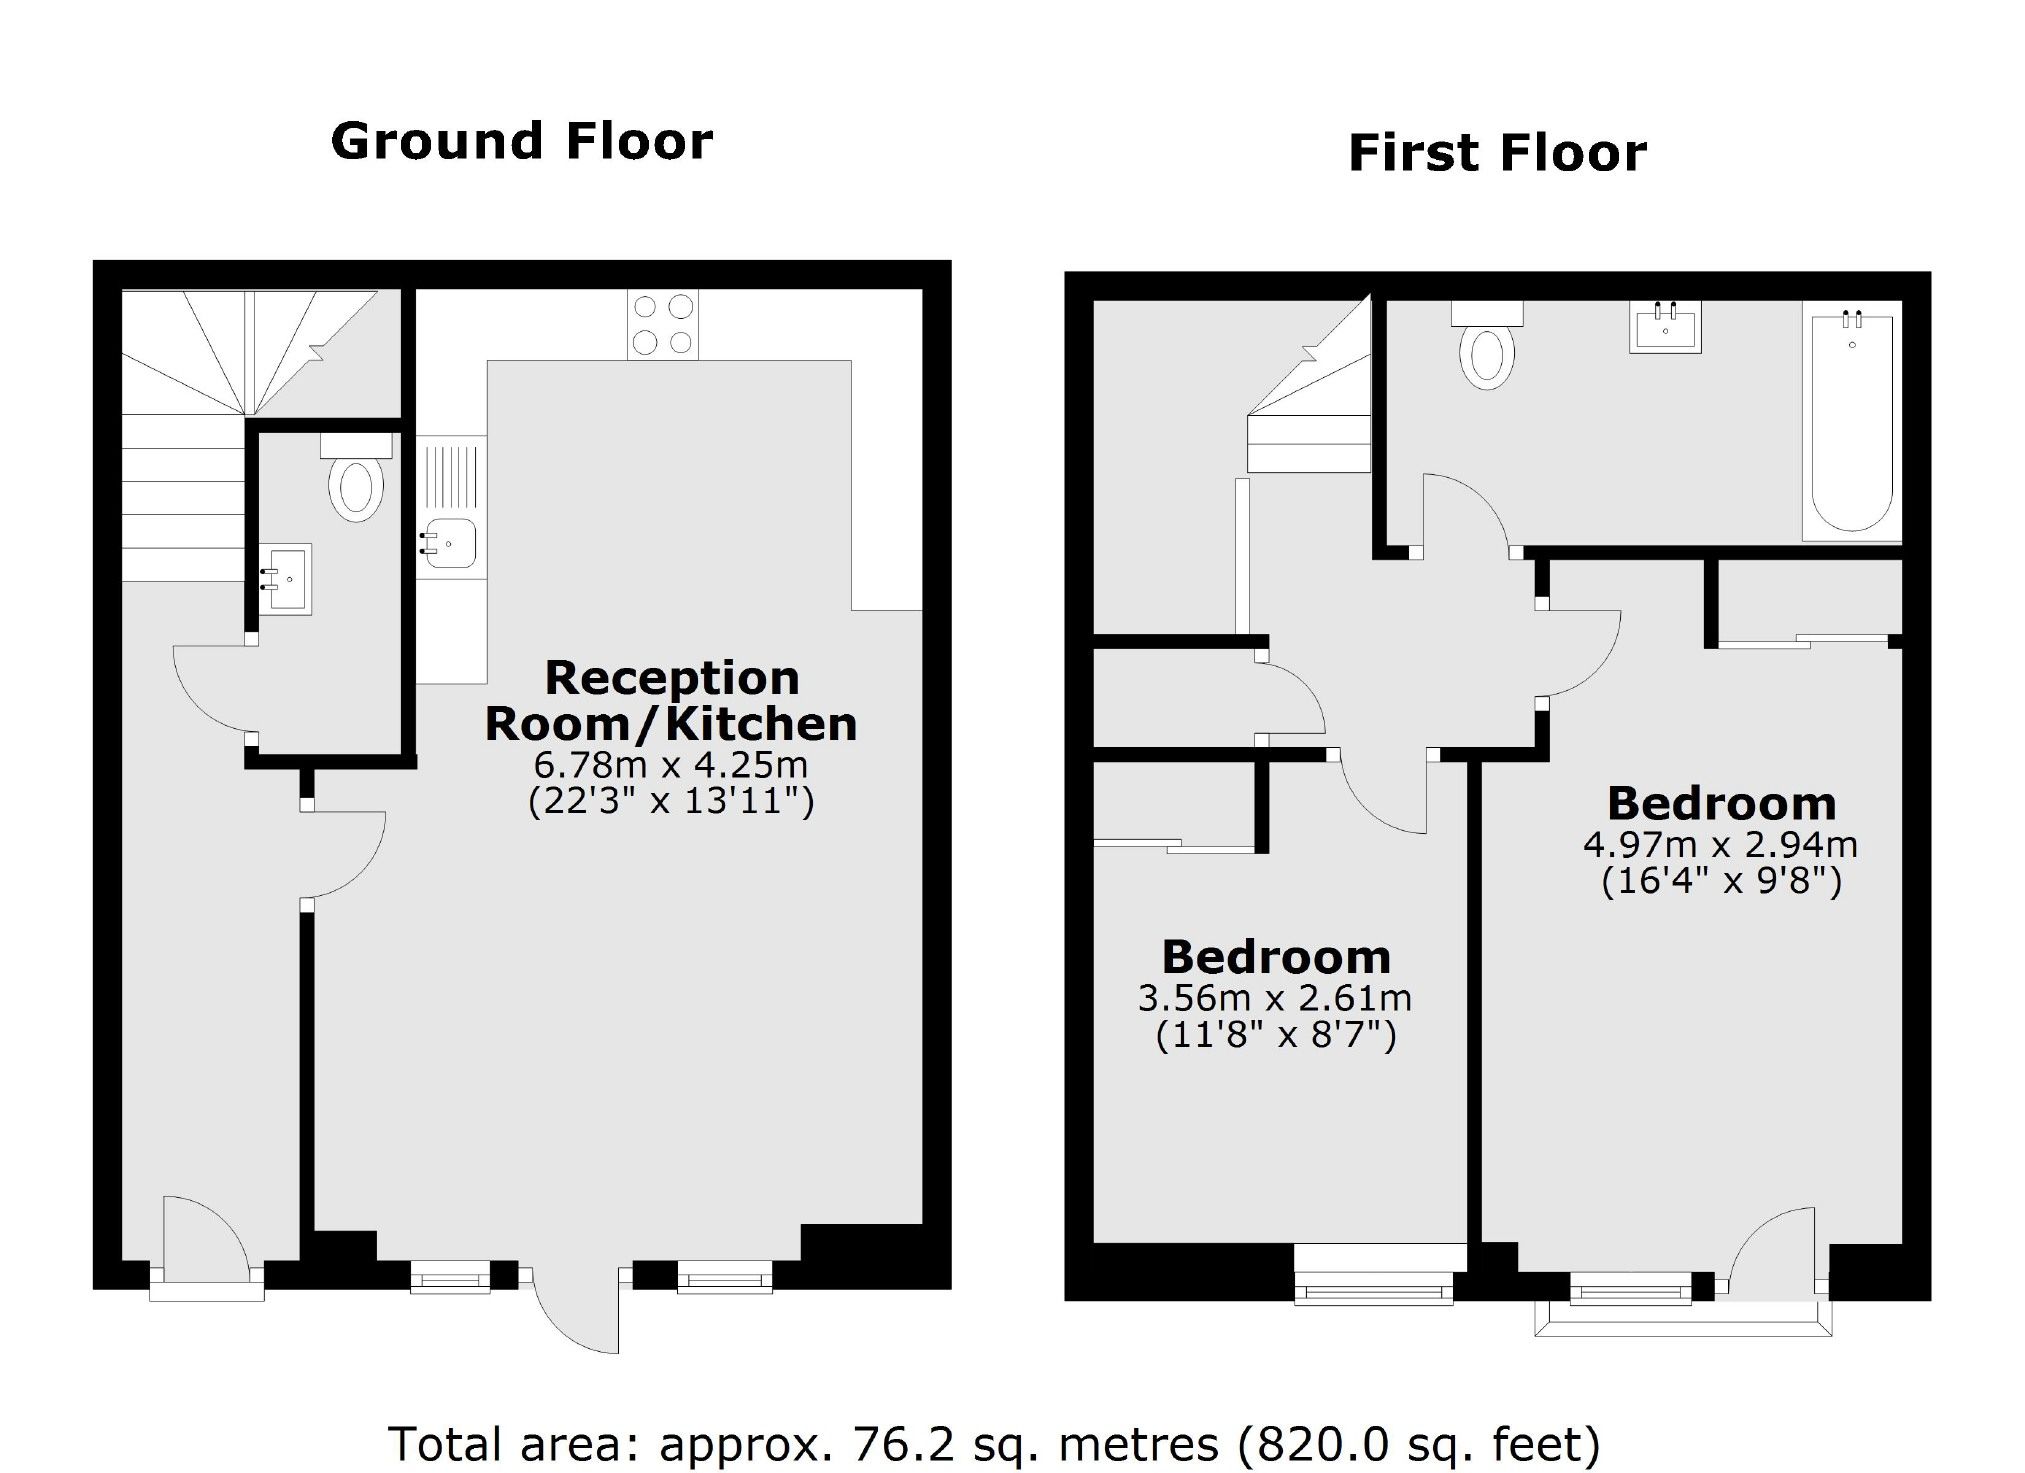 Ground Floor
First Floor
Reception
Room/Kitchen
6.78m x 4.25m
(22'3" x 13'11")
Bedroom
4.97m x 2.94m
(16'4" x 9'8")
Bedroom
3.56m x 2.61m
(11'8" x 8'7")
Total area: approx. 76.2 sq. metres (820.0 sq. feet)